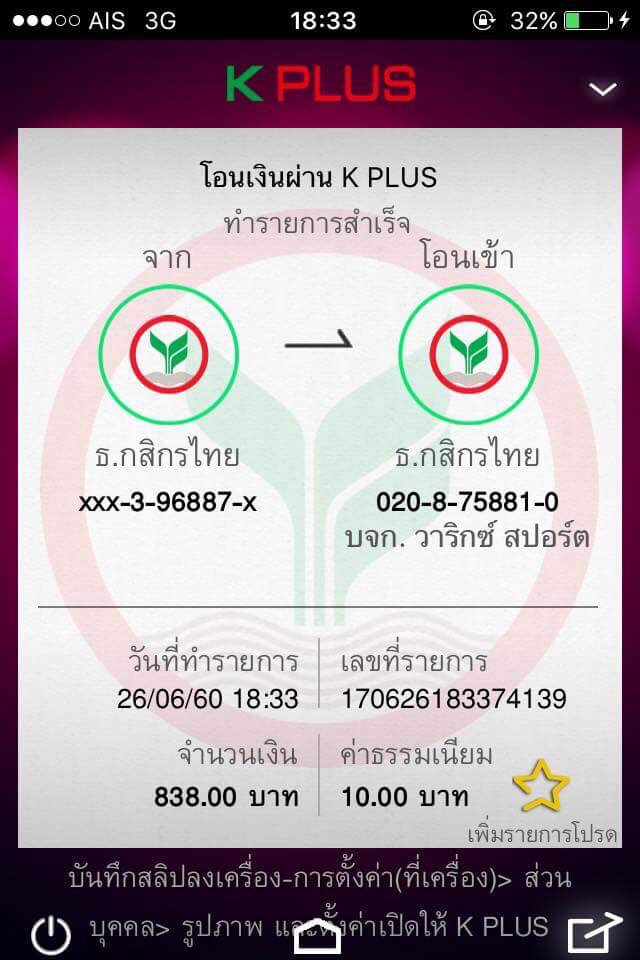 AIS 3G 18:33 32%
K PLUS
โอนเงินผ่าน K PLUS
ทำรายการสำเร็จ
จาก โอนเข้า
ธ.กสิกรไทย ธ.กสิกรไทย
xxx-3-96887-x 020-8-75881-0
บจก. วาริกซ์ สปอร์ต
วันที่ทำรายการ เลขที่รายการ
26/06/60 18:33 170626183374139
จำนวนเงิน ค่าธรรมเนียม
838.00 บาท 10.00 บาท
เพิ่มรายการโปรด
บันทึกสลิปลงเครื่อง-การตั้งค่า(ที่เครื่อง)> ส่วน
บุคคล> รูปภาพ และตั้งค่าเปิดให้ K PLUS